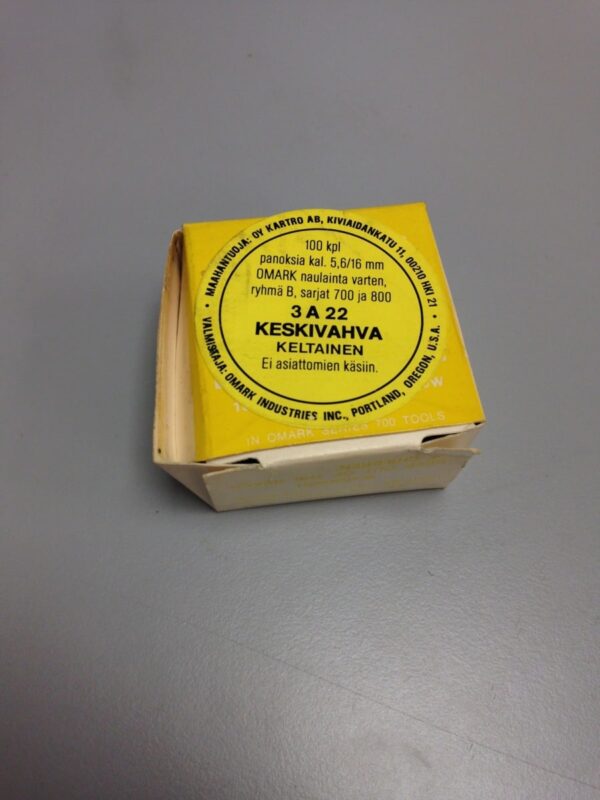 • MAAHANTUOJA: OY KARTRO AB, KIVIAIDANKATU 11, 00210 HKI 21 •
100 kpl
panoksia kal. 5,6/16 mm
OMARK naulainta varten,
ryhmä B, sarjat 700 ja 800
3 A 22
KESKIVAHVA
KELTAINEN
Ei asiattomien käsiin.
VALMISTAJA: OMARK INDUSTRIES INC., PORTLAND, OREGON, U.S.A.
IN OMARK SERIES 700 TOOLS